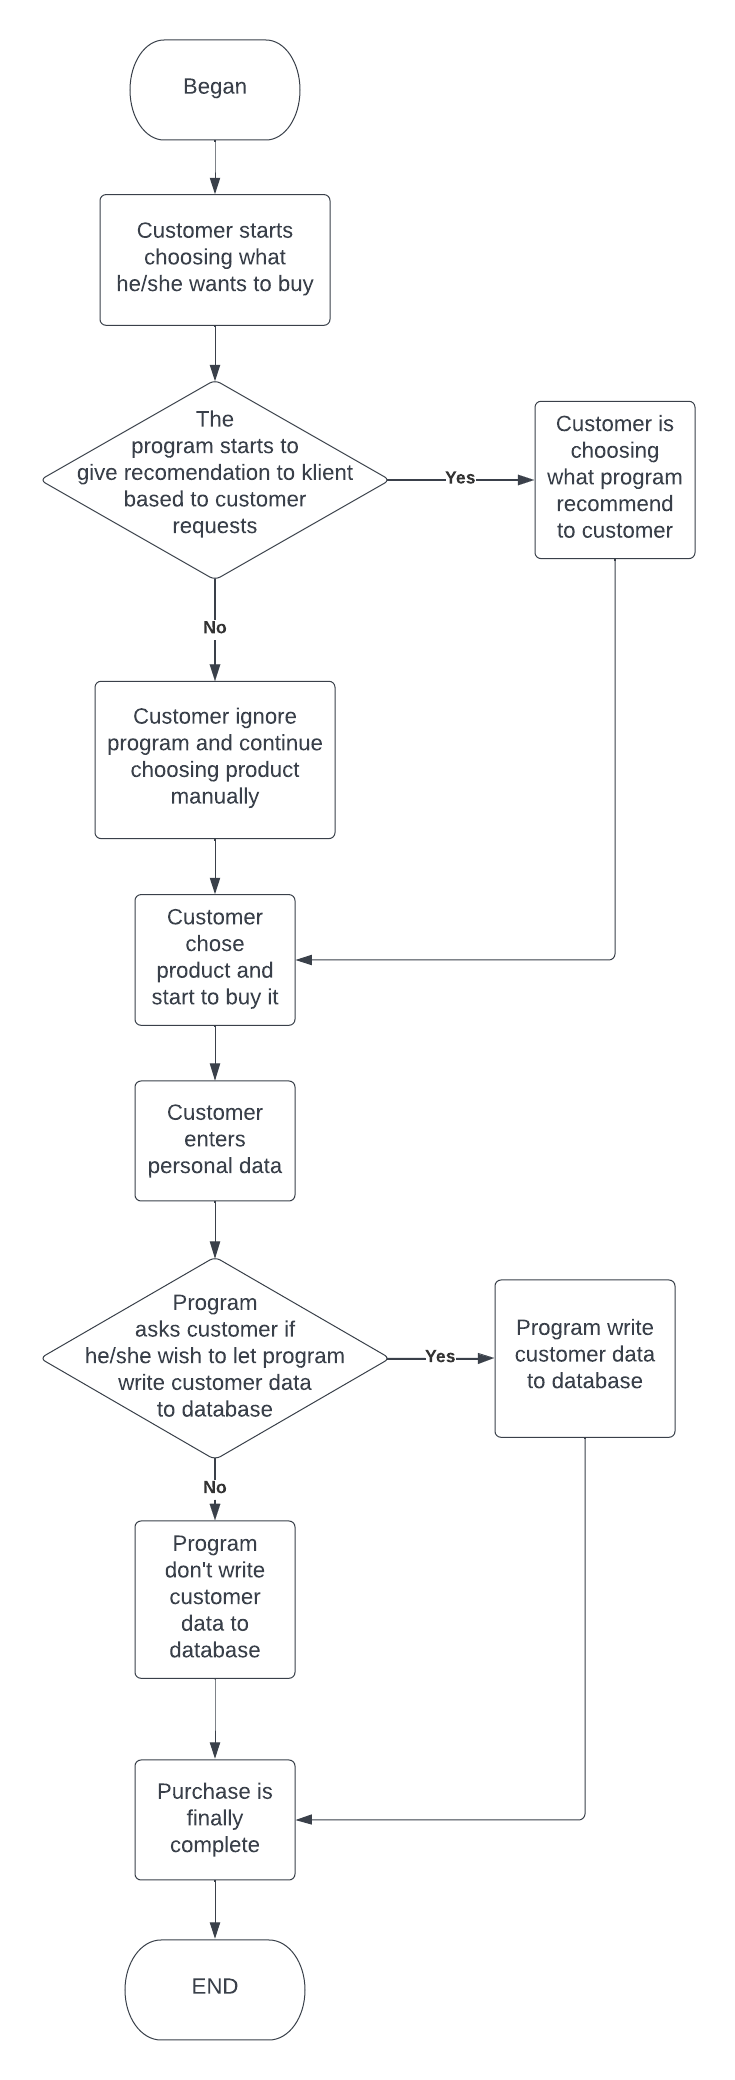 Began
Customer starts
choosing what
he/she wants to buy
The
program starts to
give recomendation to klient
based to customer
requests
Yes
Customer is
choosing
what program
recommend
to customer
No
Customer ignore
program and continue
choosing product
manually
Customer
chose
product and
start to buy it
Customer
enters
personal data
Program
asks customer if
he/she wish to let program
write customer data
to database
Yes
Program write
customer data
to database
No
Program
don't write
customer
data to
database
Purchase is
finally
complete
END